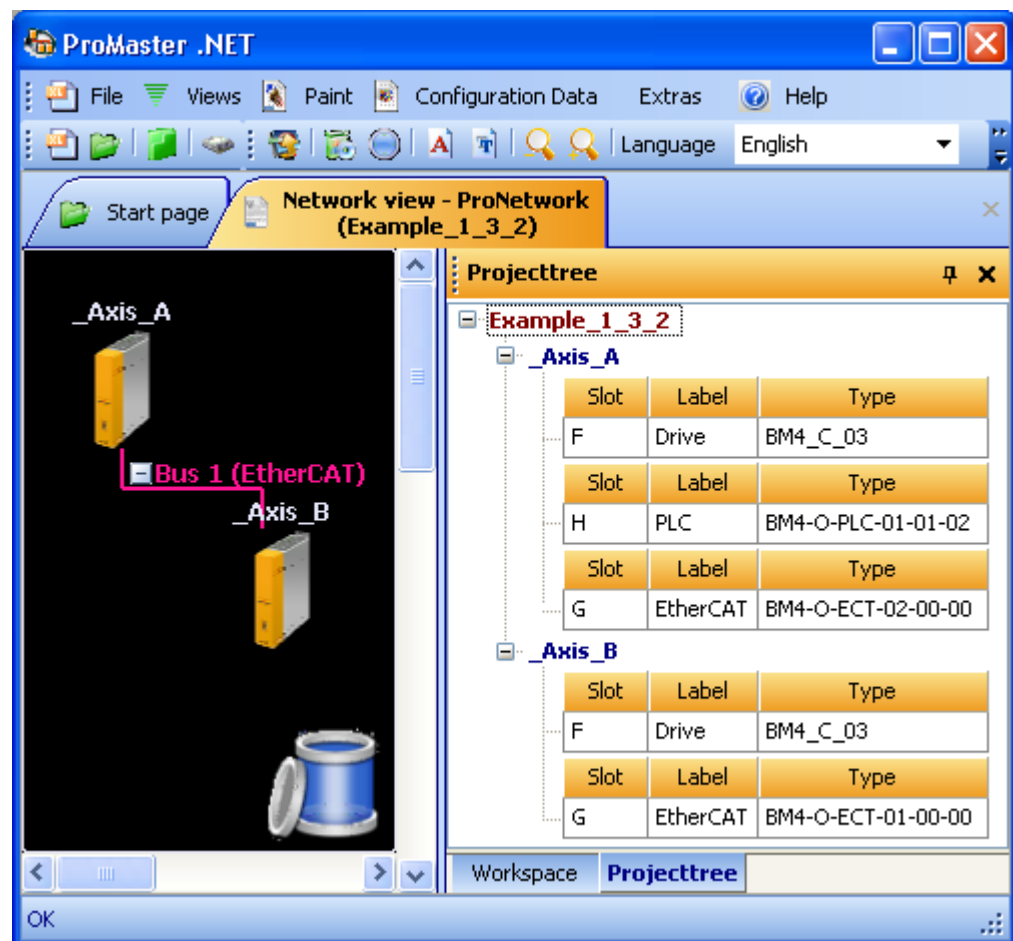 ProMaster .NET
File Views Paint Configuration Data Extras Help
Language English
Start page
Network view - ProNetwork
(Example_1_3_2)
_Axis_A
Bus 1 (EtherCAT)
_Axis_B
Projecttree
Example_1_3_2
_Axis_A
Slot Label Type
F Drive BM4_C_03
Slot Label Type
H PLC BM4-O-PLC-01-01-02
Slot Label Type
G EtherCAT BM4-O-ECT-02-00-00
_Axis_B
Slot Label Type
F Drive BM4_C_03
Slot Label Type
G EtherCAT BM4-O-ECT-01-00-00
Workspace Projecttree
OK